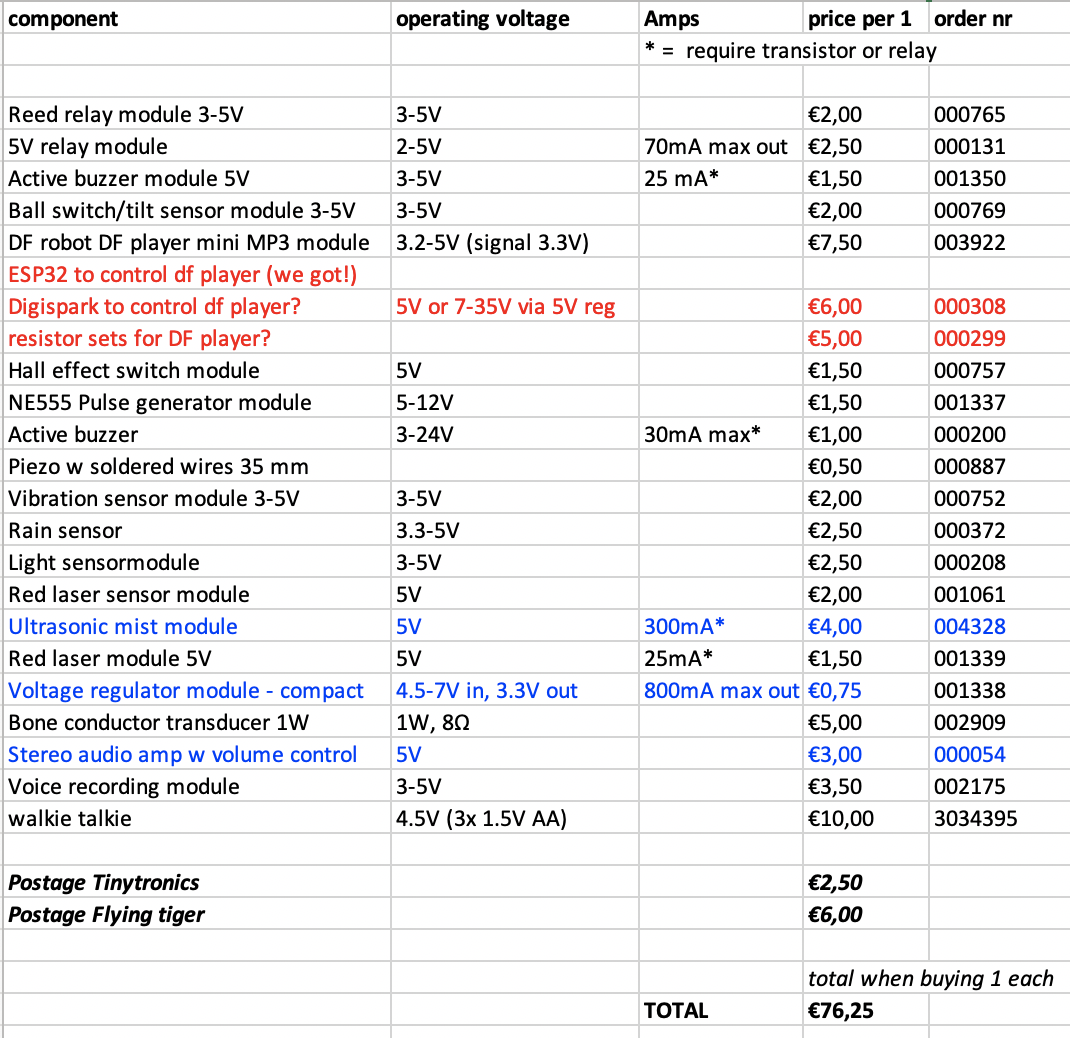 component operating voltage Amps price per 1 order nr
* = require transistor or relay
Reed relay module 3-5V 3-5V €2,00 000765
5V relay module 2-5V 70mA max out €2,50 000131
Active buzzer module 5V 3-5V 25 mA* €1,50 001350
Ball switch/tilt sensor module 3-5V 3-5V €2,00 000769
DF robot DF player mini MP3 module 3.2-5V (signal 3.3V) €7,50 003922
ESP32 to control df player (we got!)
Digispark to control df player? 5V or 7-35V via 5V reg €6,00 000308
resistor sets for DF player? €5,00 000299
Hall effect switch module 5V €1,50 000757
NE555 Pulse generator module 5-12V €1,50 001337
Active buzzer 3-24V 30mA max* €1,00 000200
Piezo w soldered wires 35 mm €0,50 000887
Vibration sensor module 3-5V 3-5V €2,00 000752
Rain sensor 3.3-5V €2,50 000372
Light sensormodule 3-5V €2,50 000208
Red laser sensor module 5V €2,00 001061
Ultrasonic mist module 5V 300mA* €4,00 004328
Red laser module 5V 5V 25mA* €1,50 001339
Voltage regulator module - compact 4.5-7V in, 3.3V out 800mA max out €0,75 001338
Bone conductor transducer 1W 1W, 8Ω €5,00 002909
Stereo audio amp w volume control 5V €3,00 000054
Voice recording module 3-5V €3,50 002175
walkie talkie 4.5V (3x 1.5V AA) €10,00 3034395
Postage Tinytronics €2,50
Postage Flying tiger €6,00
total when buying 1 each
TOTAL €76,25